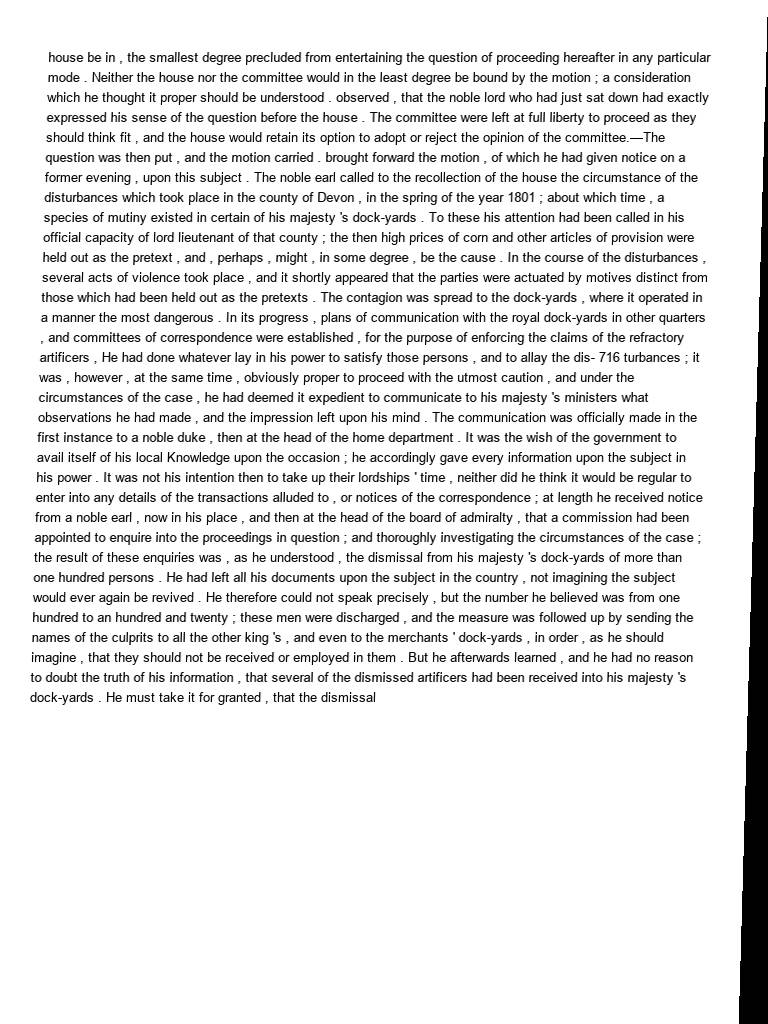 house be in , the smallest degree precluded from entertaining the question of proceeding hereafter in any particular
mode . Neither the house nor the committee would in the least degree be bound by the motion ; a consideration
which he thought it proper should be understood . observed , that the noble lord who had just sat down had exactly
expressed his sense of the question before the house . The committee were left at full liberty to proceed as they
should think fit , and the house would retain its option to adopt or reject the opinion of the committee.—The
question was then put , and the motion carried . brought forward the motion , of which he had given notice on a
former evening , upon this subject . The noble earl called to the recollection of the house the circumstance of the
disturbances which took place in the county of Devon , in the spring of the year 1801 ; about which time , a
species of mutiny existed in certain of his majesty 's dock-yards . To these his attention had been called in his
official capacity of lord lieutenant of that county ; the then high prices of corn and other articles of provision were
held out as the pretext , and , perhaps , might , in some degree , be the cause . In the course of the disturbances ,
several acts of violence took place , and it shortly appeared that the parties were actuated by motives distinct from
those which had been held out as the pretexts . The contagion was spread to the dock-yards , where it operated in
a manner the most dangerous . In its progress , plans of communication with the royal dock-yards in other quarters
, and committees of correspondence were established , for the purpose of enforcing the claims of the refractory
artificers , He had done whatever lay in his power to satisfy those persons , and to allay the dis- 716 turbances ; it
was , however , at the same time , obviously proper to proceed with the utmost caution , and under the
circumstances of the case , he had deemed it expedient to communicate to his majesty 's ministers what
observations he had made , and the impression left upon his mind . The communication was officially made in the
first instance to a noble duke , then at the head of the home department . It was the wish of the government to
avail itself of his local Knowledge upon the occasion ; he accordingly gave every information upon the subject in
his power . It was not his intention then to take up their lordships ' time , neither did he think it would be regular to
enter into any details of the transactions alluded to , or notices of the correspondence ; at length he received notice
from a noble earl , now in his place , and then at the head of the board of admiralty , that a commission had been
appointed to enquire into the proceedings in question ; and thoroughly investigating the circumstances of the case ;
the result of these enquiries was , as he understood , the dismissal from his majesty 's dock-yards of more than
one hundred persons . He had left all his documents upon the subject in the country , not imagining the subject
would ever again be revived . He therefore could not speak precisely , but the number he believed was from one
hundred to an hundred and twenty ; these men were discharged , and the measure was followed up by sending the
names of the culprits to all the other king 's , and even to the merchants ' dock-yards , in order , as he should
imagine , that they should not be received or employed in them . But he afterwards learned , and he had no reason
to doubt the truth of his information , that several of the dismissed artificers had been received into his majesty 's
dock-yards . He must take it for granted , that the dismissal